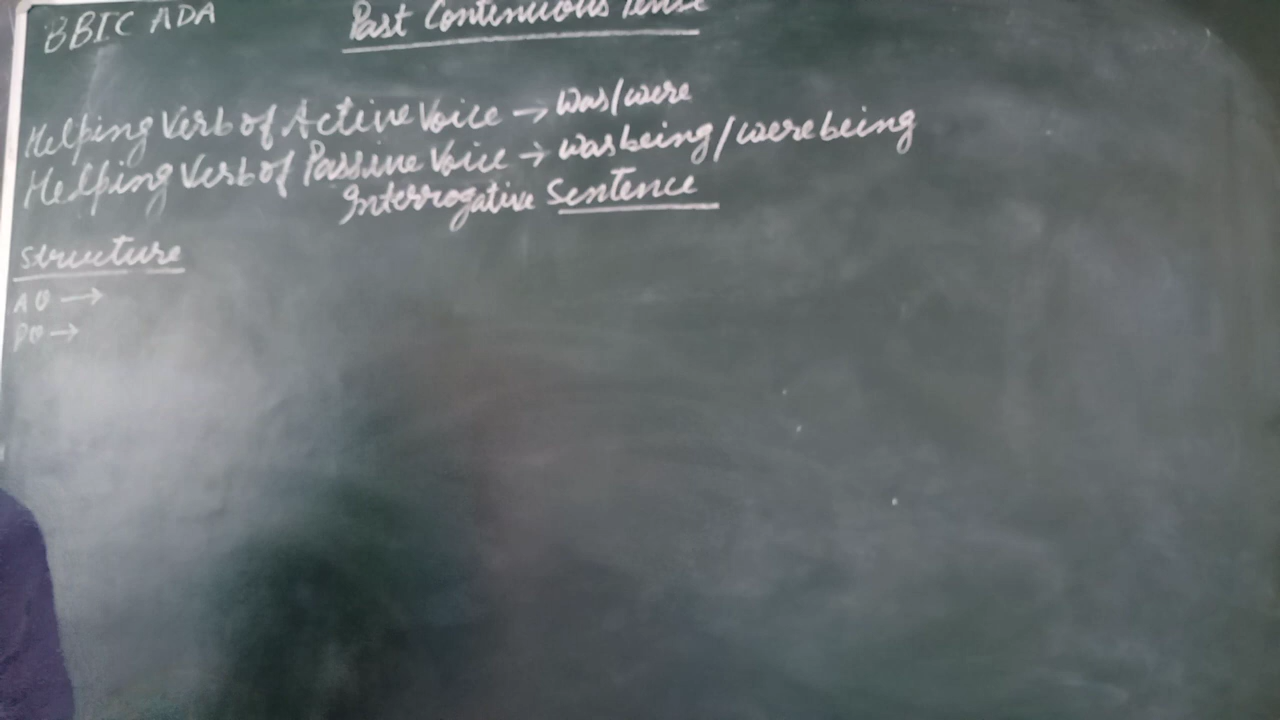 BBIC ADA
Past Continuous Tense
Helping Verb of Active Voice → was/were
Helping Verb of Passive Voice → was being/were being
Interrogative Sentence
Structure
AV →
PV →